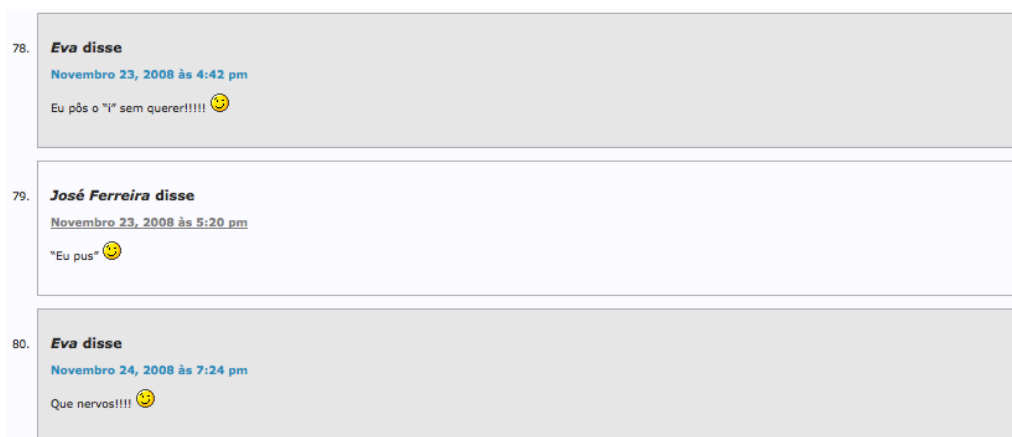 78.
Eva disse
Novembro 23, 2008 às 4:42 pm
Eu pôs o “i” sem querer!!!!!
79.
José Ferreira disse
Novembro 23, 2008 às 5:20 pm
“Eu pus”
80.
Eva disse
Novembro 24, 2008 às 7:24 pm
Que nervos!!!!